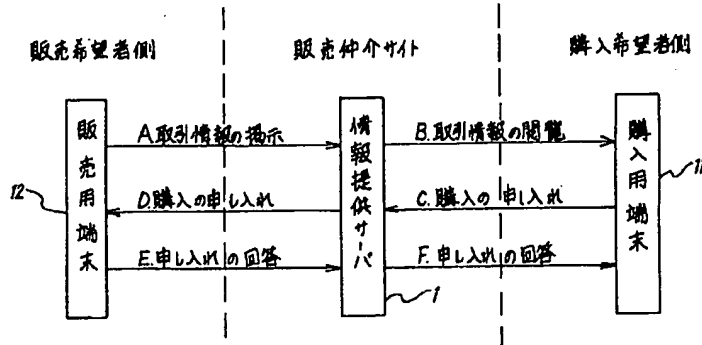 販売希望者側
販売仲介サイト
購入希望者側
販売用端末
情報提供サーバ
購入用端末
A.取引情報の掲示
B.取引情報の閲覧
12
11
D.購入の申し入れ
C.購入の申し入れ
E.申し入れの回答
F.申し入れの回答
1